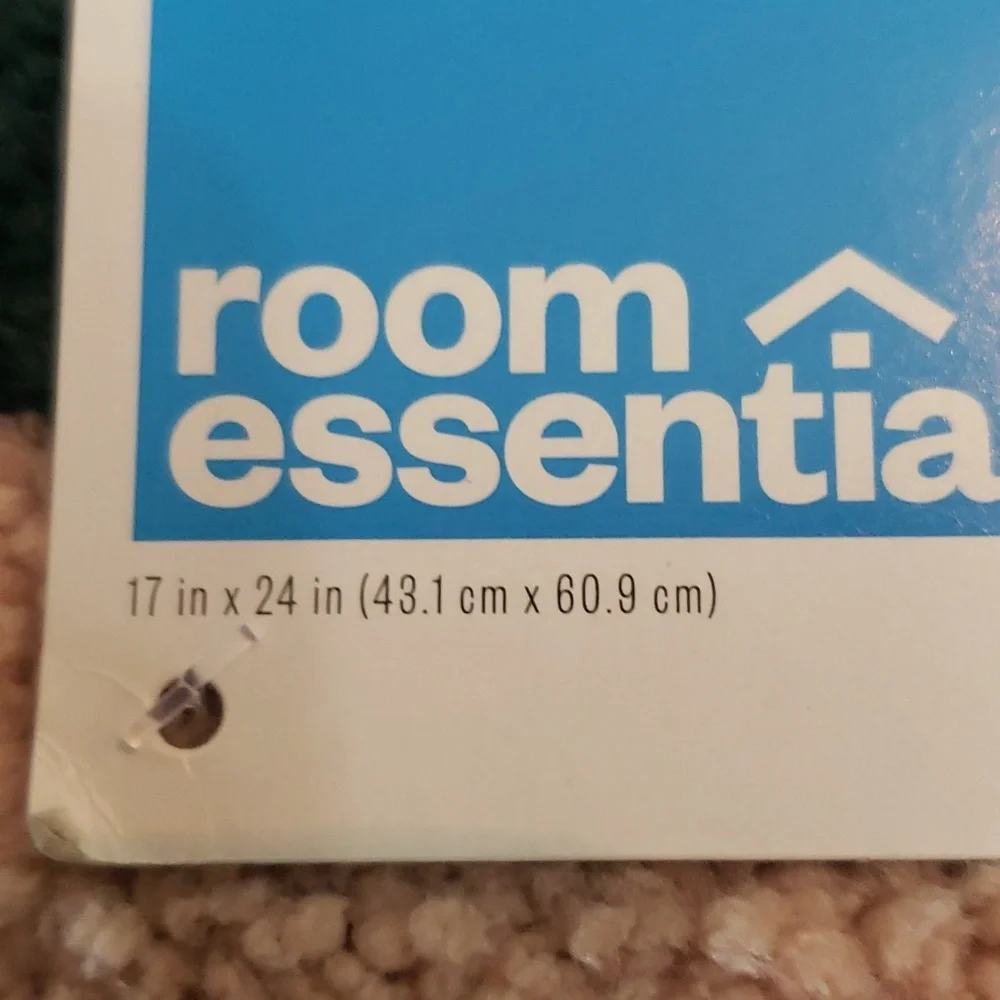 room
essentia
17 in x 24 in (43.1 cm x 60.9 cm)